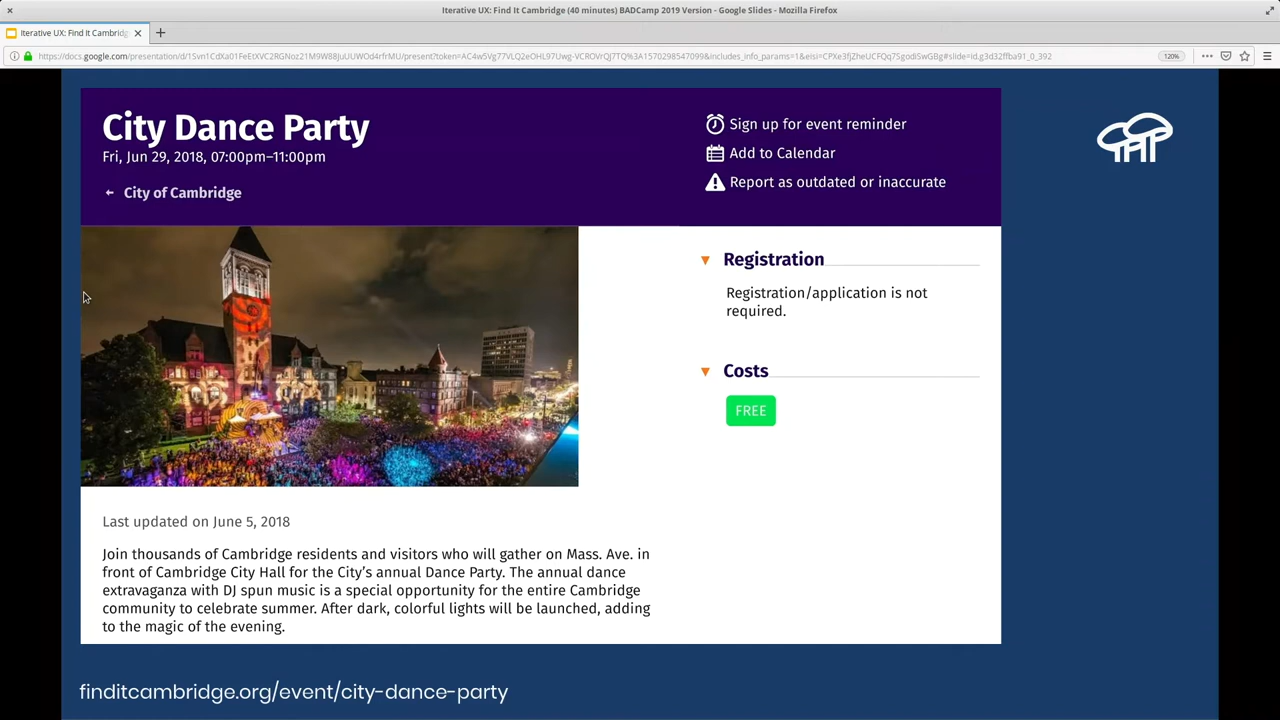 Iterative UX: Find It Cambridge (40 minutes) BADCamp 2019 Version - Google Slides - Mozilla Firefox
Iterative UX: Find It Cambridg
120%
City Dance Party
Fri, Jun 29, 2018, 07:00pm–11:00pm
City of Cambridge
Sign up for event reminder
Add to Calendar
Report as outdated or inaccurate
Registration
Registration/application is not
required.
Costs
FREE
Last updated on June 5, 2018
Join thousands of Cambridge residents and visitors who will gather on Mass. Ave. in
front of Cambridge City Hall for the City’s annual Dance Party. The annual dance
extravaganza with DJ spun music is a special opportunity for the entire Cambridge
community to celebrate summer. After dark, colorful lights will be launched, adding
to the magic of the evening.
finditcambridge.org/event/city-dance-party